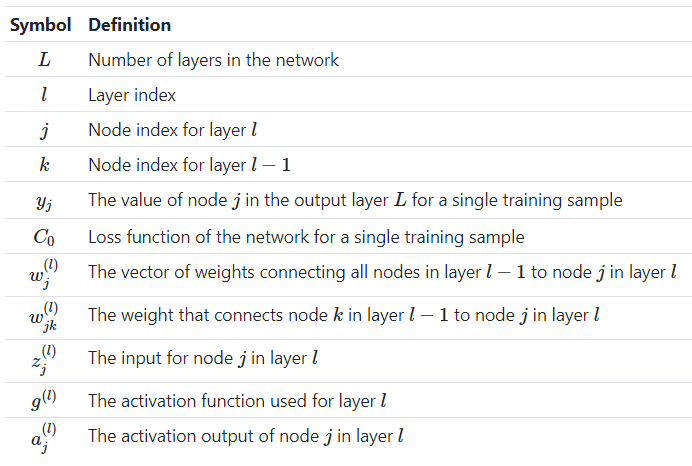 Symbol Definition
L Number of layers in the network
l Layer index
j Node index for layer l
k Node index for layer l − 1
y_j The value of node j in the output layer L for a single training sample
C_0 Loss function of the network for a single training sample
w_j^{(l)} The vector of weights connecting all nodes in layer l − 1 to node j in layer l
w_{jk}^{(l)} The weight that connects node k in layer l − 1 to node j in layer l
z_j^{(l)} The input for node j in layer l
g^{(l)} The activation function used for layer l
a_j^{(l)} The activation output of node j in layer l